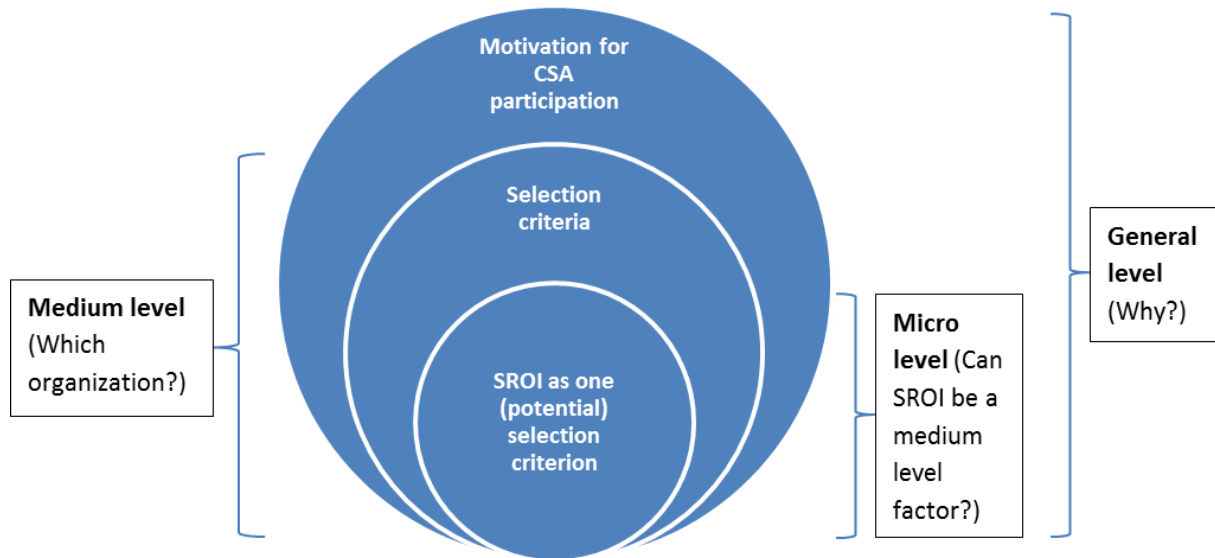 Motivation for
CSA
participation
Selection
criteria
SROI as one
(potential)
selection
criterion
Medium level
(Which
organization?)
Micro
level (Can
SROI be a
medium
level
factor?)
General
level
(Why?)